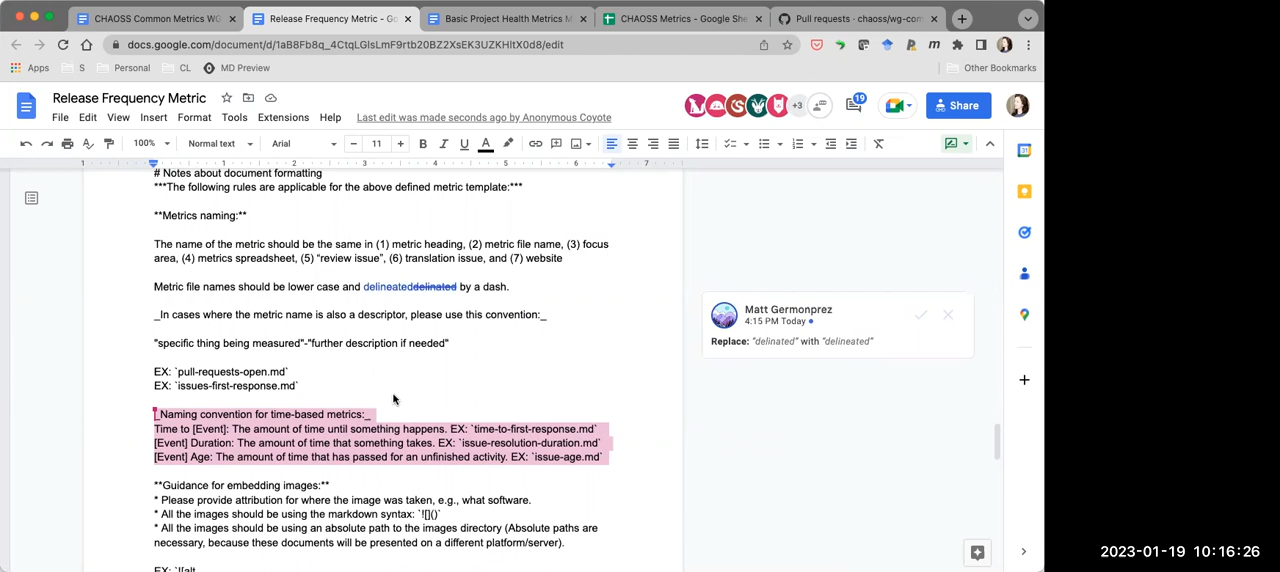 CHAOSS Common Metrics WG
Release Frequency Metric - Go
Basic Project Health Metrics M
CHAOSS Metrics - Google She
Pull requests · chaoss/wg-com
docs.google.com/document/d/1aB8Fb8q_4CtqLGlsLmF9rtb20BZ2XsEK3UZKHltX0d8/edit
Apps
S
Personal
CL
MD Preview
Other Bookmarks
Release Frequency Metric
+3
19
Share
File Edit View Insert Format Tools Extensions Help
Last edit was made seconds ago by Anonymous Coyote
100% Normal text Arial 11
1 1 2 3 4 5 6 7
# Notes about document formatting
***The following rules are applicable for the above defined metric template:***
**Metrics naming:**
The name of the metric should be the same in (1) metric heading, (2) metric file name, (3) focus
area, (4) metrics spreadsheet, (5) “review issue”, (6) translation issue, and (7) website
Metric file names should be lower case and delineateddelinated by a dash.
_In cases where the metric name is also a descriptor, please use this convention:_
"specific thing being measured"-"further description if needed"
EX: `pull-requests-open.md`
EX: `issues-first-response.md`
_Naming convention for time-based metrics:_
Time to [Event]: The amount of time until something happens. EX: `time-to-first-response.md`
[Event] Duration: The amount of time that something takes. EX: `issue-resolution-duration.md`
[Event] Age: The amount of time that has passed for an unfinished activity. EX: `issue-age.md`
**Guidance for embedding images:**
* Please provide attribution for where the image was taken, e.g., what software.
* All the images should be using the markdown syntax: `![]()`
* All the images should be using an absolute path to the images directory (Absolute paths are
necessary, because these documents will be presented on a different platform/server).
EX: `![alt
Matt Germonprez
4:15 PM Today
Replace: “delinated” with “delineated”
2023-01-19 10:16:26